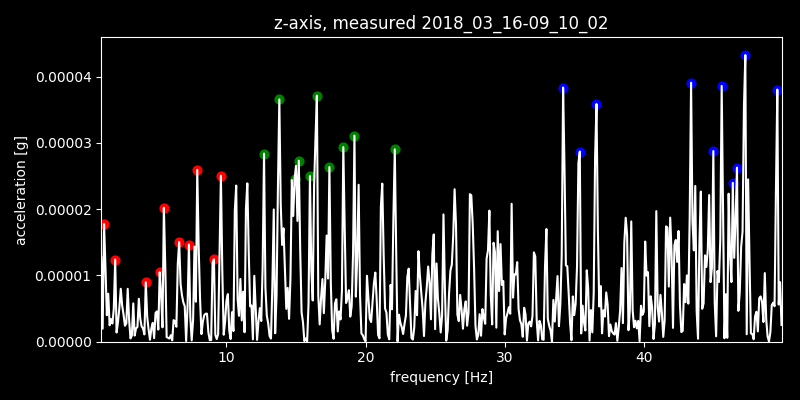 z-axis, measured 2018_03_16-09_10_02
acceleration [g]
0.00004
0.00003
0.00002
0.00001
0.00000
10 20 30 40
frequency [Hz]